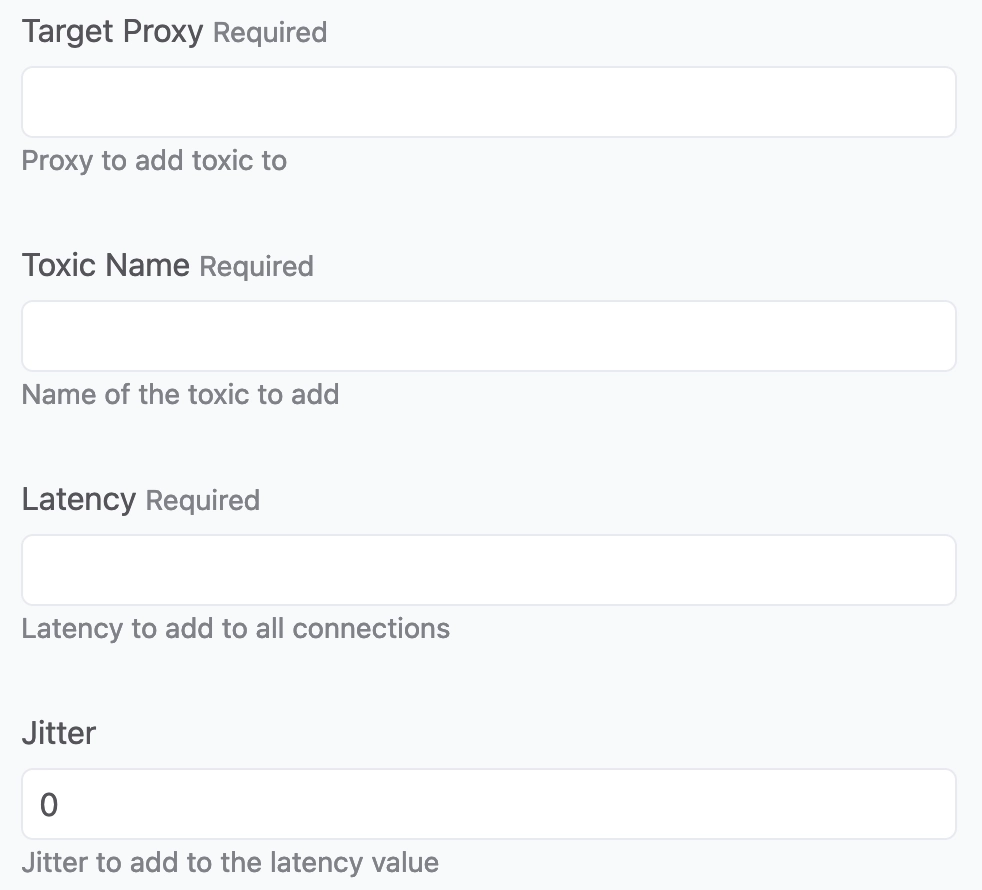 Target Proxy Required
Proxy to add toxic to
Toxic Name Required
Name of the toxic to add
Latency Required
Latency to add to all connections
Jitter
0
Jitter to add to the latency value